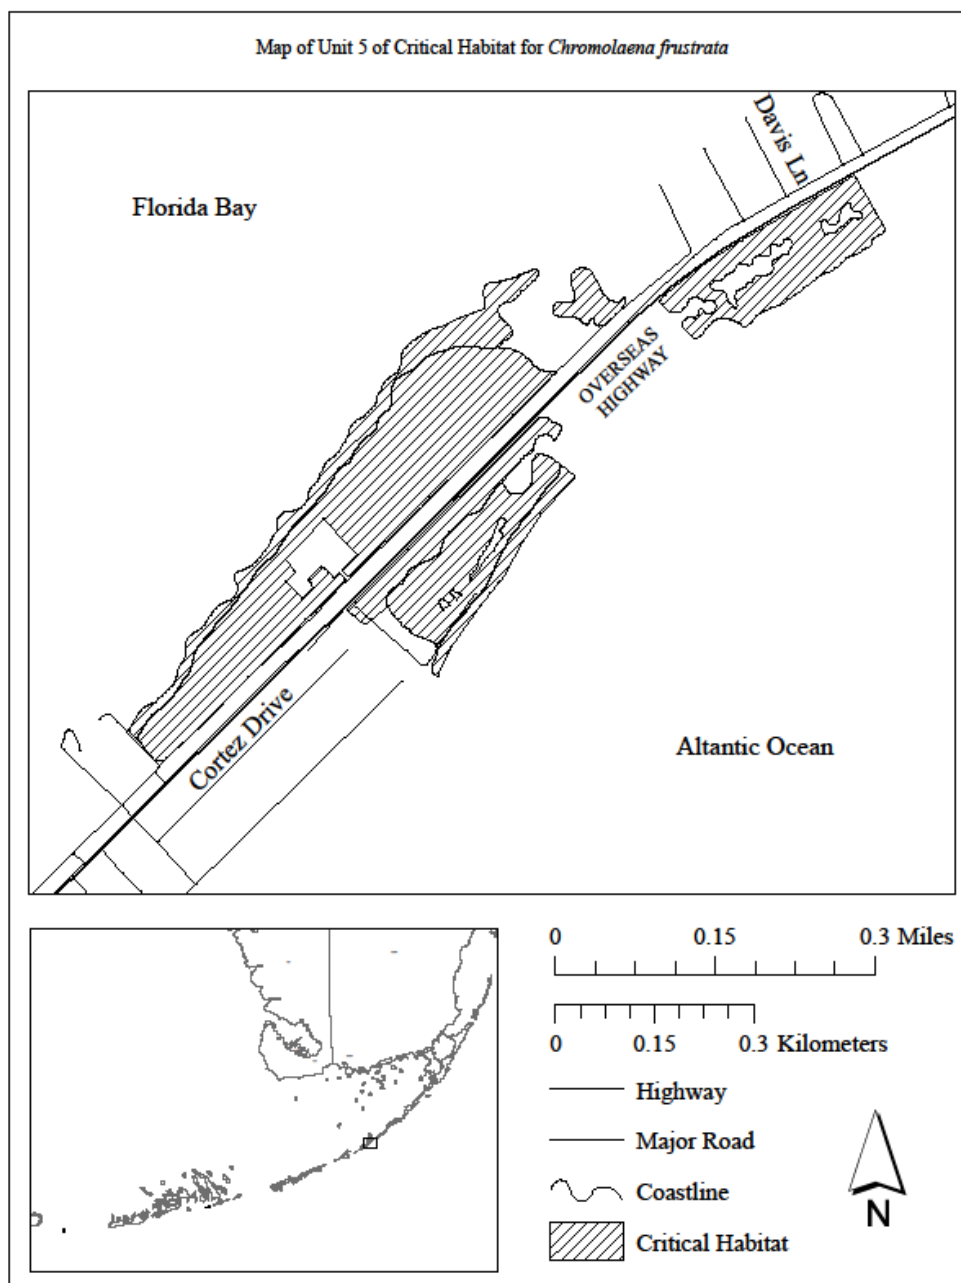 Map of Unit 5 of Critical Habitat for Chromolaena frustrata
Davis Ln
Florida Bay
OVERSEAS
HIGHWAY
Cortez Drive
Altantic Ocean
0 0.15 0.3 Miles
0 0.15 0.3 Kilometers
Highway
Major Road
Coastline
Critical Habitat
N